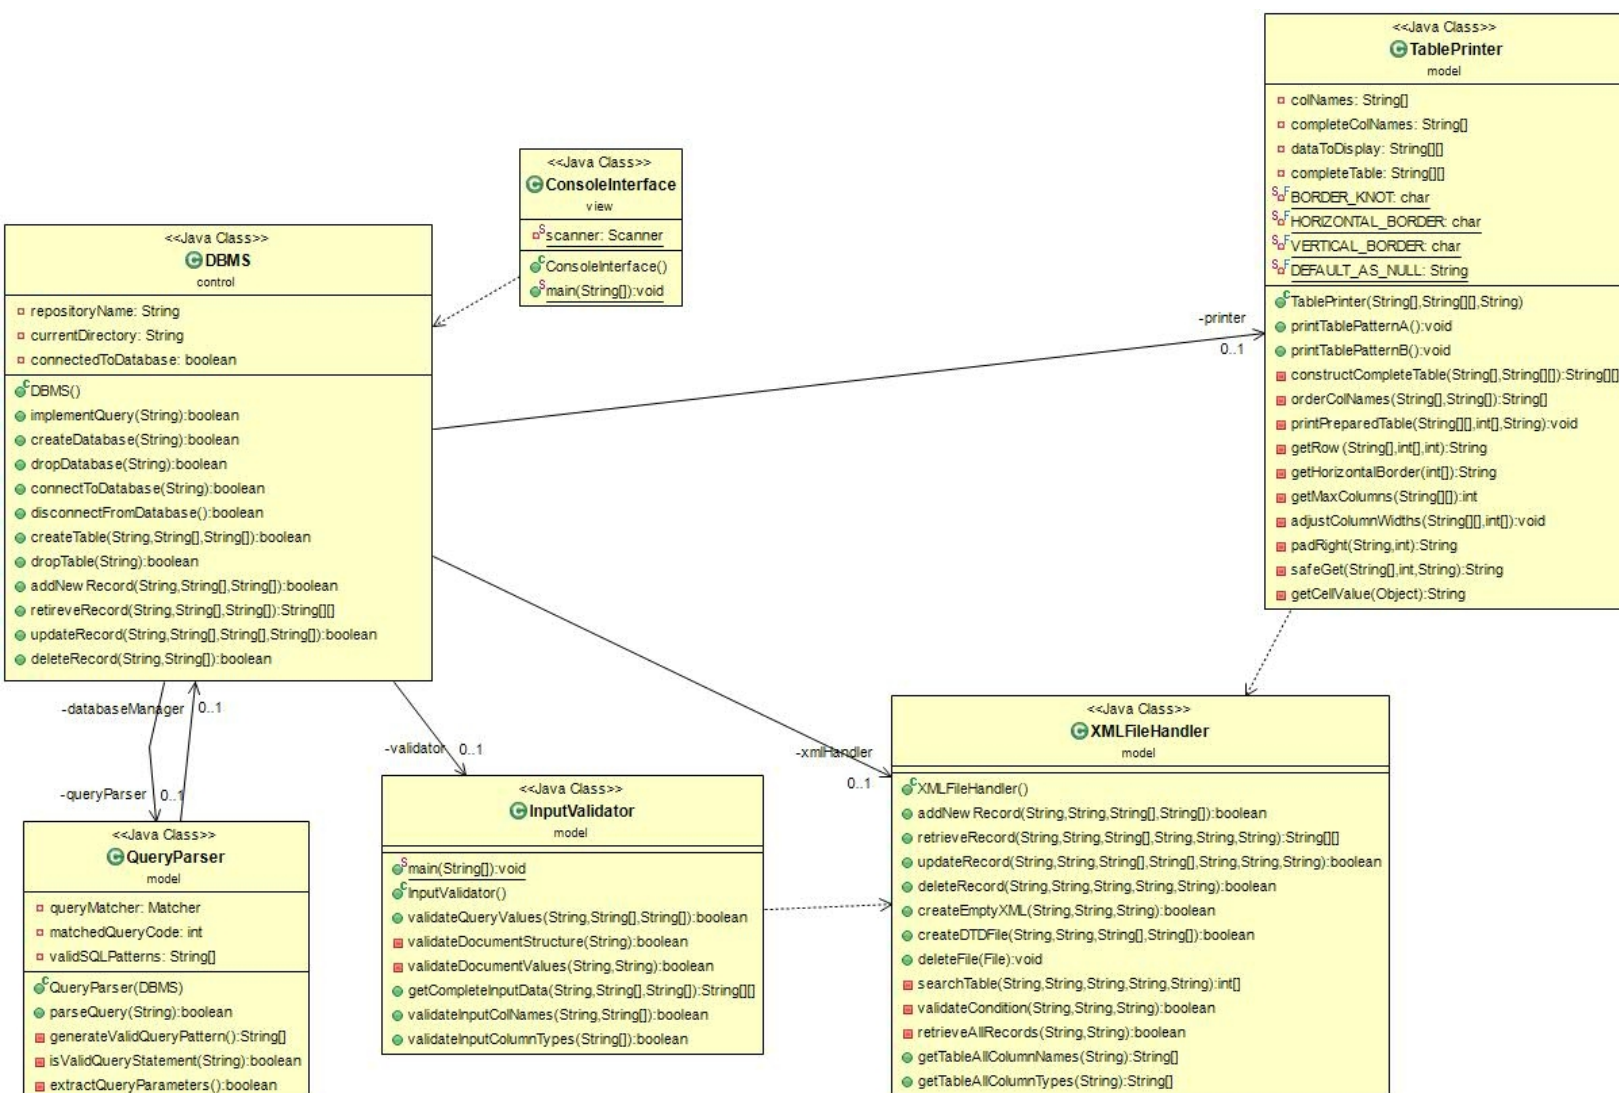 <<Java Class>>
TablePrinter
model
colNames: String[]
completeColNames: String[]
dataToDisplay: String[][]
completeTable: String[][]
BORDER_KNOT: char
HORIZONTAL_BORDER: char
VERTICAL_BORDER: char
DEFAULT_AS_NULL: String
TablePrinter(String[],String[][],String)
printTablePatternA():void
printTablePatternB():void
constructCompleteTable(String[],String[][]):String[][]
orderColNames(String[],String[]):String[]
printPreparedTable(String[][],int[],String):void
getRow(String[],int[],int):String
getHorizontalBorder(int[]):String
getMaxColumns(String[][]):int
adjustColumnWidths(String[][],int[]):void
padRight(String,int):String
safeGet(String[],int,String):String
getCellValue(Object):String
<<Java Class>>
ConsoleInterface
view
scanner: Scanner
ConsoleInterface()
main(String[]):void
<<Java Class>>
DBMS
control
repositoryName: String
currentDirectory: String
connectedToDatabase: boolean
DBMS()
implementQuery(String):boolean
createDatabase(String):boolean
dropDatabase(String):boolean
connectToDatabase(String):boolean
disconnectFromDatabase():boolean
createTable(String,String[],String[]):boolean
dropTable(String):boolean
addNewRecord(String,String[],String[]):boolean
retireveRecord(String,String[],String[]):String[][]
updateRecord(String,String[],String[],String[]):boolean
deleteRecord(String,String[]):boolean
-printer
0..1
-databaseManager 0..1
-queryParser 0..1
-validator 0..1
-xmlHandler
0..1
<<Java Class>>
QueryParser
model
queryMatcher: Matcher
matchedQueryCode: int
validSQLPatterns: String[]
QueryParser(DBMS)
parseQuery(String):boolean
generateValidQueryPattern():String[]
isValidQueryStatement(String):boolean
extractQueryParameters():boolean
<<Java Class>>
InputValidator
model
main(String[]):void
InputValidator()
validateQueryValues(String,String[],String[]):boolean
validateDocumentStructure(String):boolean
validateDocumentValues(String,String):boolean
getCompleteInputData(String,String[],String[]):String[][]
validateInputColNames(String,String[]):boolean
validateInputColumnTypes(String[]):boolean
<<Java Class>>
XMLFileHandler
model
XMLFileHandler()
addNewRecord(String,String,String[],String[]):boolean
retrieveRecord(String,String,String[],String,String,String):String[][]
updateRecord(String,String,String[],String[],String,String,String):boolean
deleteRecord(String,String,String,String,String):boolean
createEmptyXML(String,String,String):boolean
createDTDFile(String,DTD,String[],String[]):boolean
deleteFile(File):void
searchTable(String,String,String,String,String):int[]
validateCondition(String,String,String):boolean
retrieveAllRecords(String,String):boolean
getTableAllColumnNames(String):String[]
getTableAllColumnTypes(String):String[]